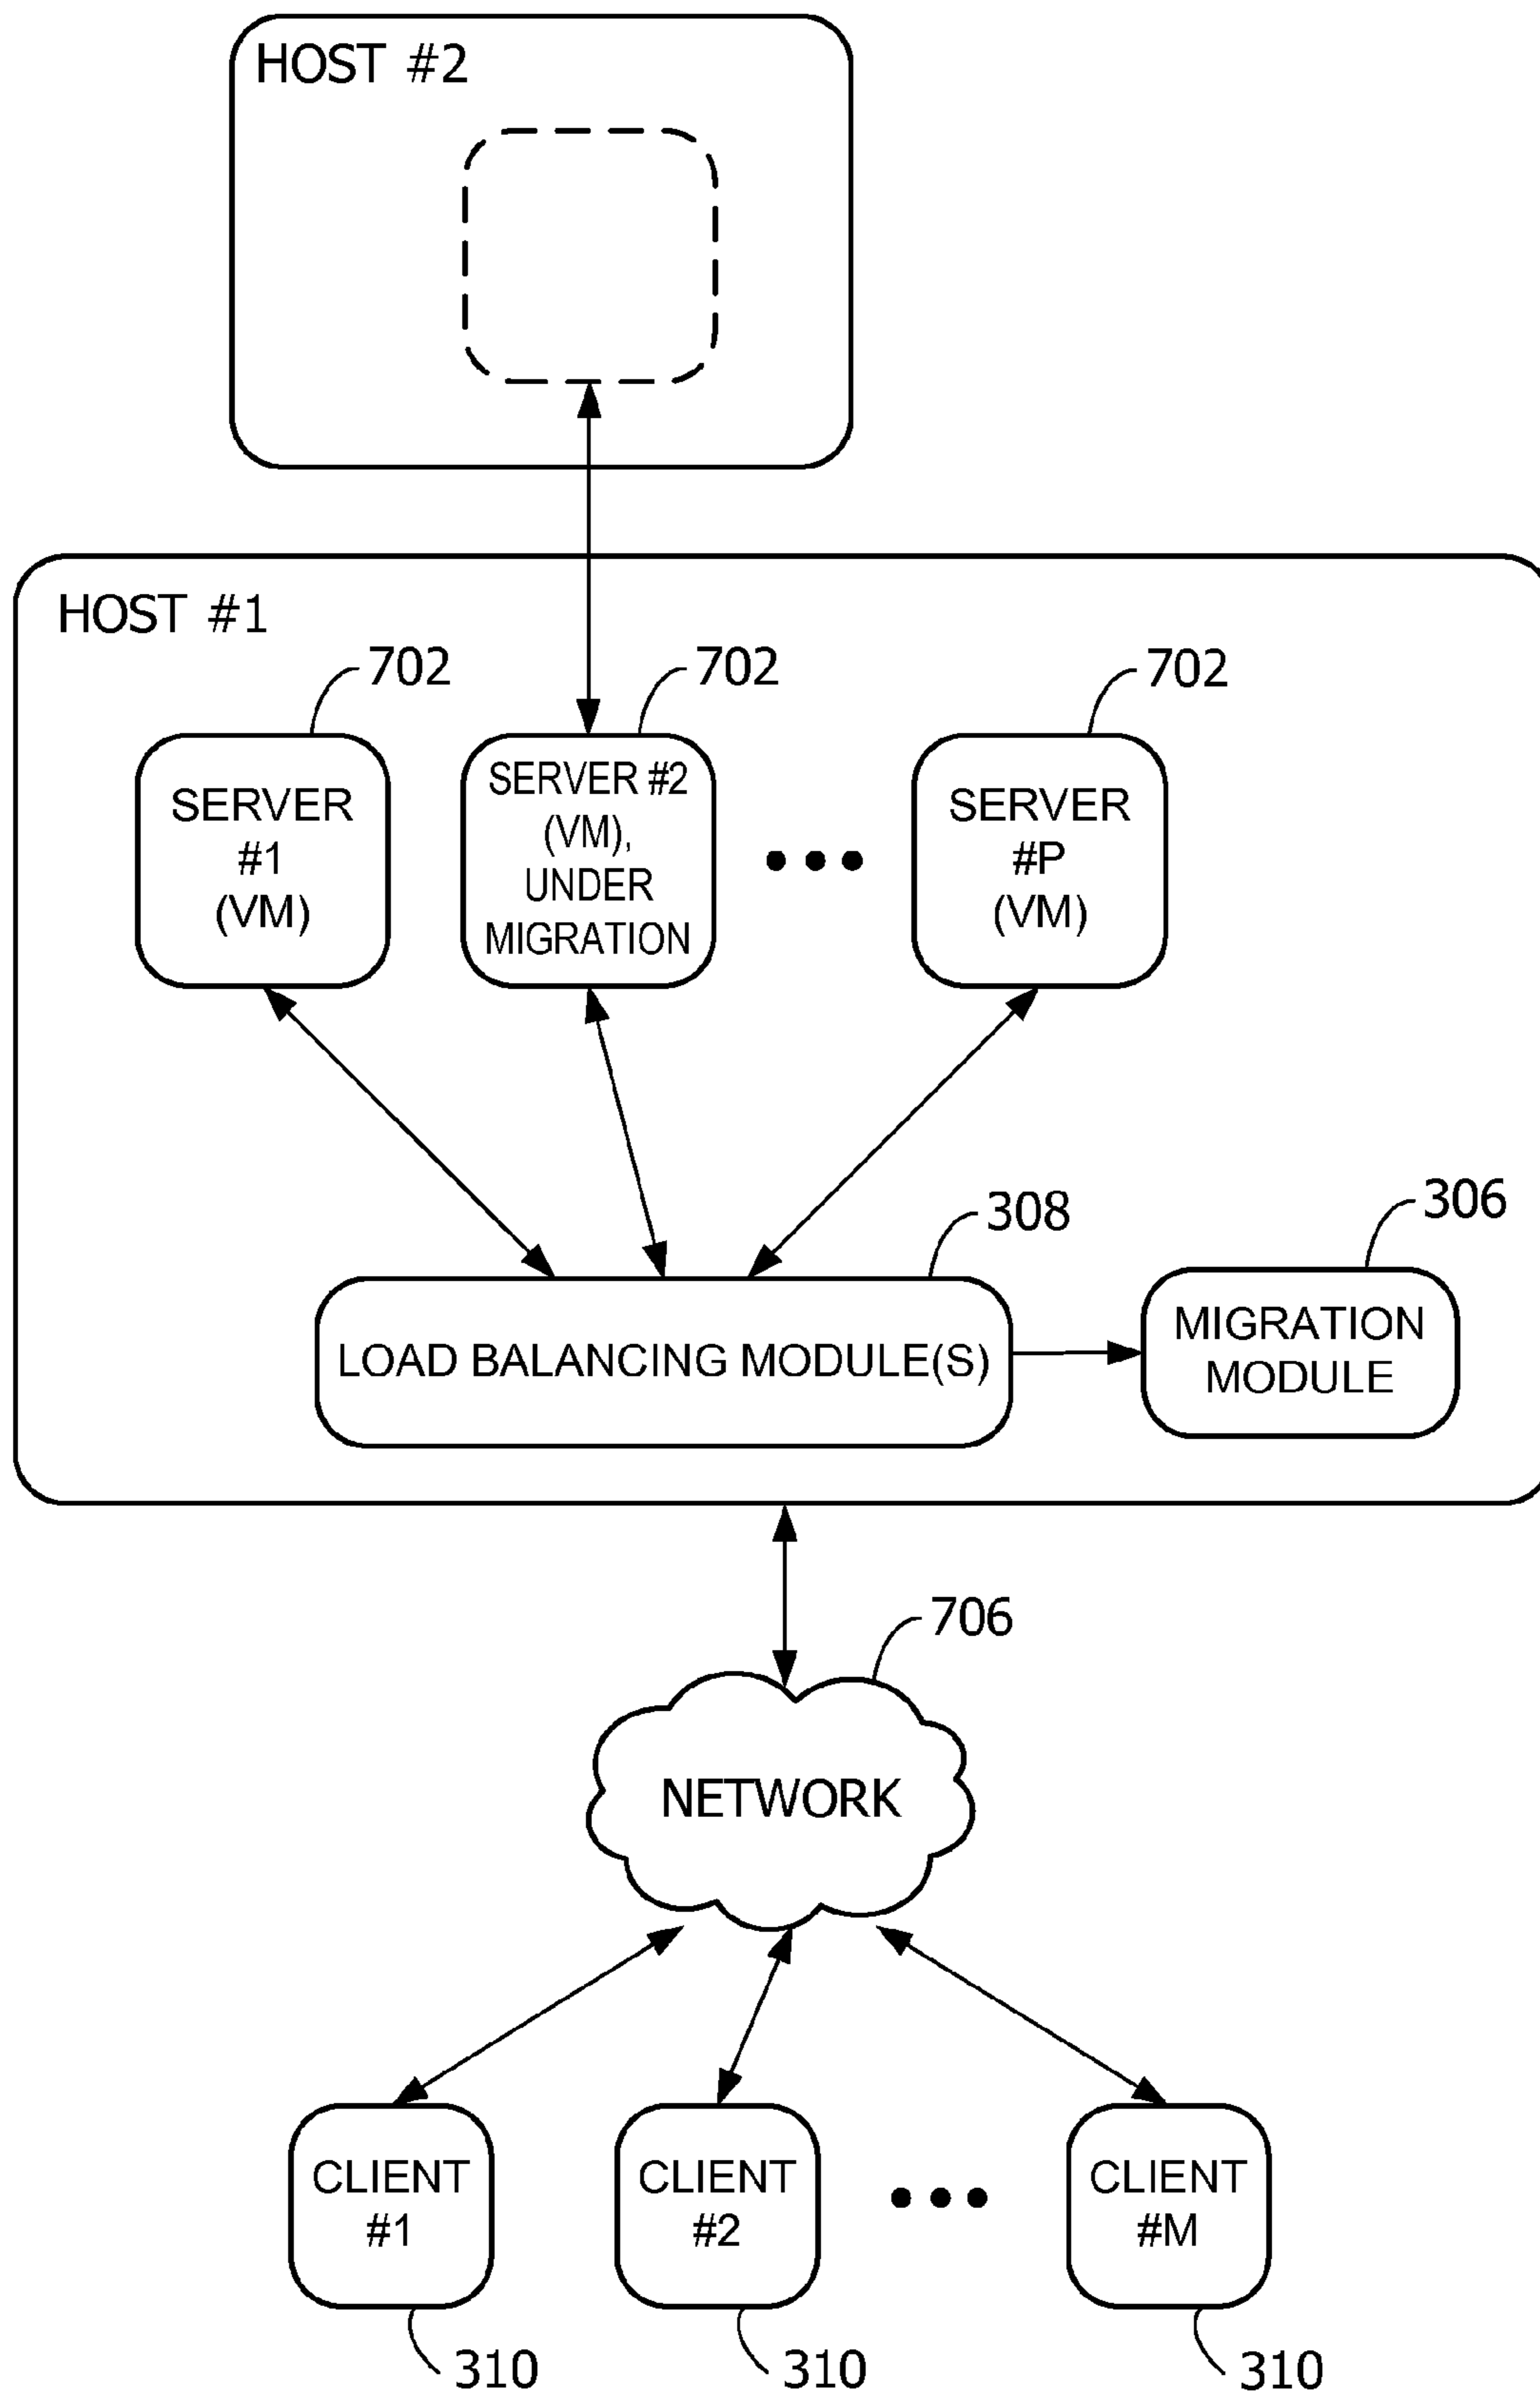 HOST #2
HOST #1
702
702
702
SERVER
#1
(VM)
SERVER #2
(VM),
UNDER
MIGRATION
SERVER
#P
(VM)
308
306
LOAD BALANCING MODULE(S)
MIGRATION
MODULE
706
NETWORK
CLIENT
#1
CLIENT
#2
CLIENT
#M
310
310
310